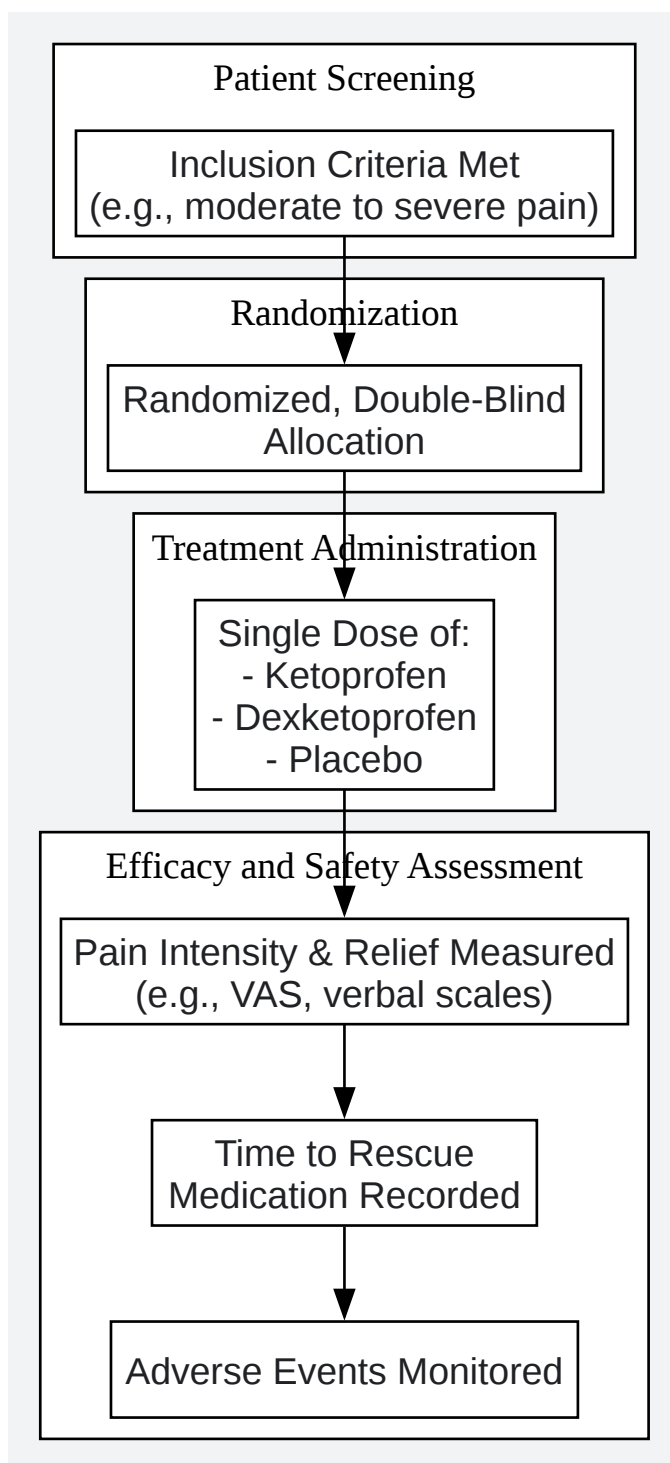 Patient Screening
Inclusion Criteria Met
(e.g., moderate to severe pain)
Randomization
Randomized, Double-Blind
Allocation
Treatment Administration
Single Dose of:
- Ketoprofen
- Dexketoprofen
- Placebo
Efficacy and Safety Assessment
Pain Intensity & Relief Measured
(e.g., VAS, verbal scales)
Time to Rescue
Medication Recorded
Adverse Events Monitored